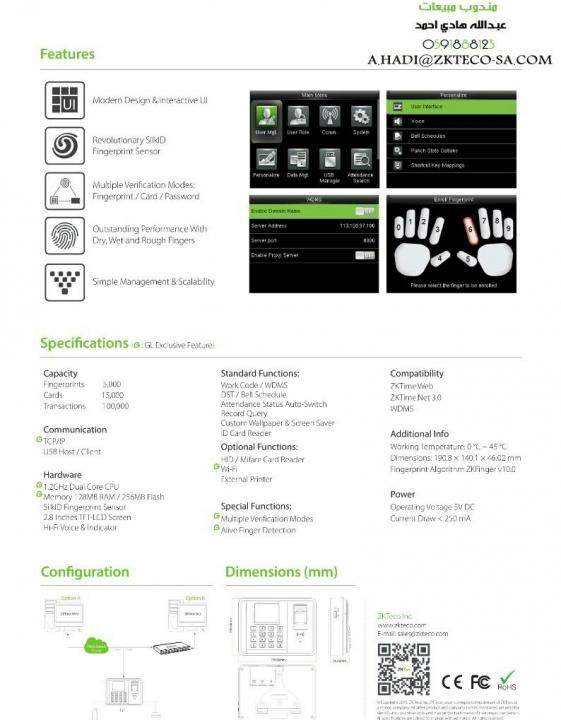 مندوب مبيعات
عبدالله هادي احمد
0591888123
A.HADI@ZKTECO-SA.COM
Features
UI
Modern Design & Interactive UI
Revolutionary SilkID
Fingerprint Sensor
Multiple Verification Modes:
Fingerprint / Card / Password
Outstanding Performance With
Dry, Wet and Rough Fingers
Simple Management & Scalability
Main Menu
User Mgt.
User Role
Comm.
System
Personalize
Data Mgt.
USB
Manager
Attendance
Search
Personalize
User Interface
Voice
Bell Schedules
Punch State Options
Shortcut Key Mappings
WDMS
Enable Domain Name
Server Address
Server port
Enable Proxy Server
Enroll Fingerprint
0 1 2 3 4 5 6 7 8 9
Please select the finger to be enrolled
Specifications (G : GL Exclusive Feature)
Capacity
Fingerprints 5,000
Cards 15,000
Transactions 100,000
Communication
G TCP/IP
USB Host / Client
Hardware
G 1.2GHz Dual Core CPU
G Memory 128MB RAM / 256MB Flash
SilkID Fingerprint Sensor
2.8 Inches TFT-LCD Screen
Hi-Fi Voice & Indicator
Standard Functions:
Work Code / WDMS
DST / Bell Schedule
Attendance Status Auto-Switch
Record Query
Custom Wallpaper & Screen Saver
ID Card Reader
Optional Functions:
HID / Mifare Card Reader
G Wi-Fi
External Printer
Special Functions:
G Multiple Verification Modes
G Alive Finger Detection
Compatibility
ZKTime.Web
ZKTime.Net 3.0
WDMS
Additional Info
Working Temperature: 0 °C ~ 45 °C
Dimensions: 190.8 × 140.1 × 46.02 mm
Fingerprint Algorithm ZKFinger v10.0
Power
Operating Voltage 5V DC
Current Draw < 250 mA
Configuration
Option A
Option B
Dimensions (mm)
ZKTeco Inc.
www.zkteco.com
E-mail: sales@zkteco.com
CE FC RoHS